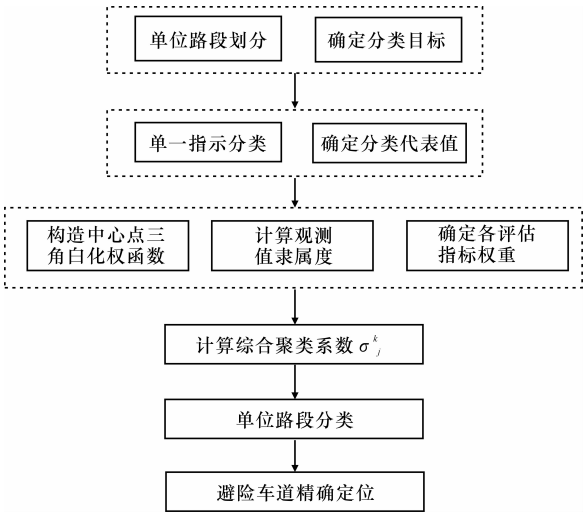 单位路段划分
确定分类目标
单一指示分类
确定分类代表值
构造中心点三
角白化权函数
计算观测
值隶属度
确定各评估
指标权重
计算综合聚类系数 σ^k_j
单位路段分类
避险车道精确定位